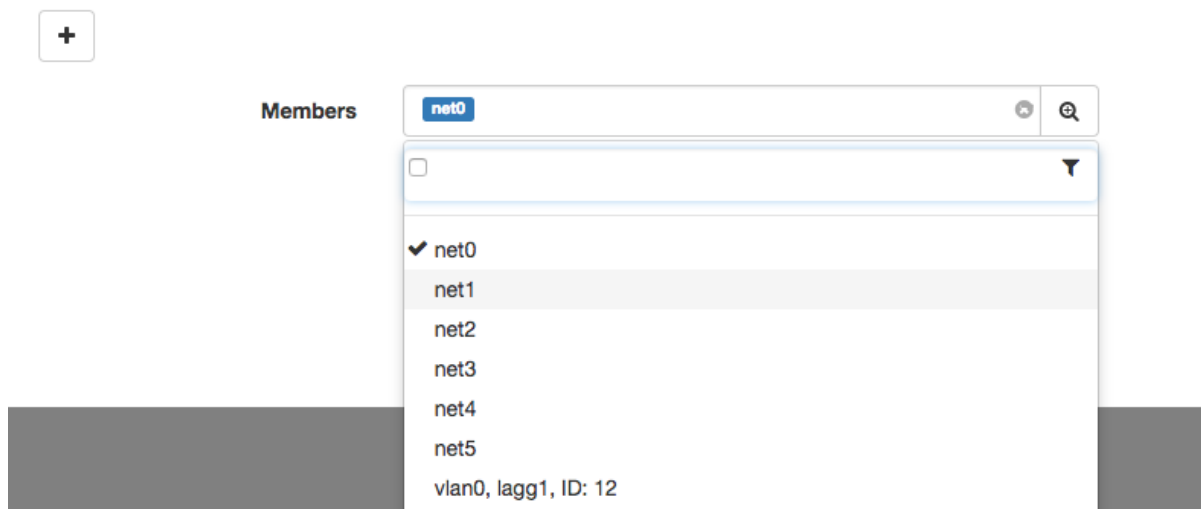 Members
net0
net0
net1
net2
net3
net4
net5
vlan0, lagg1, ID: 12